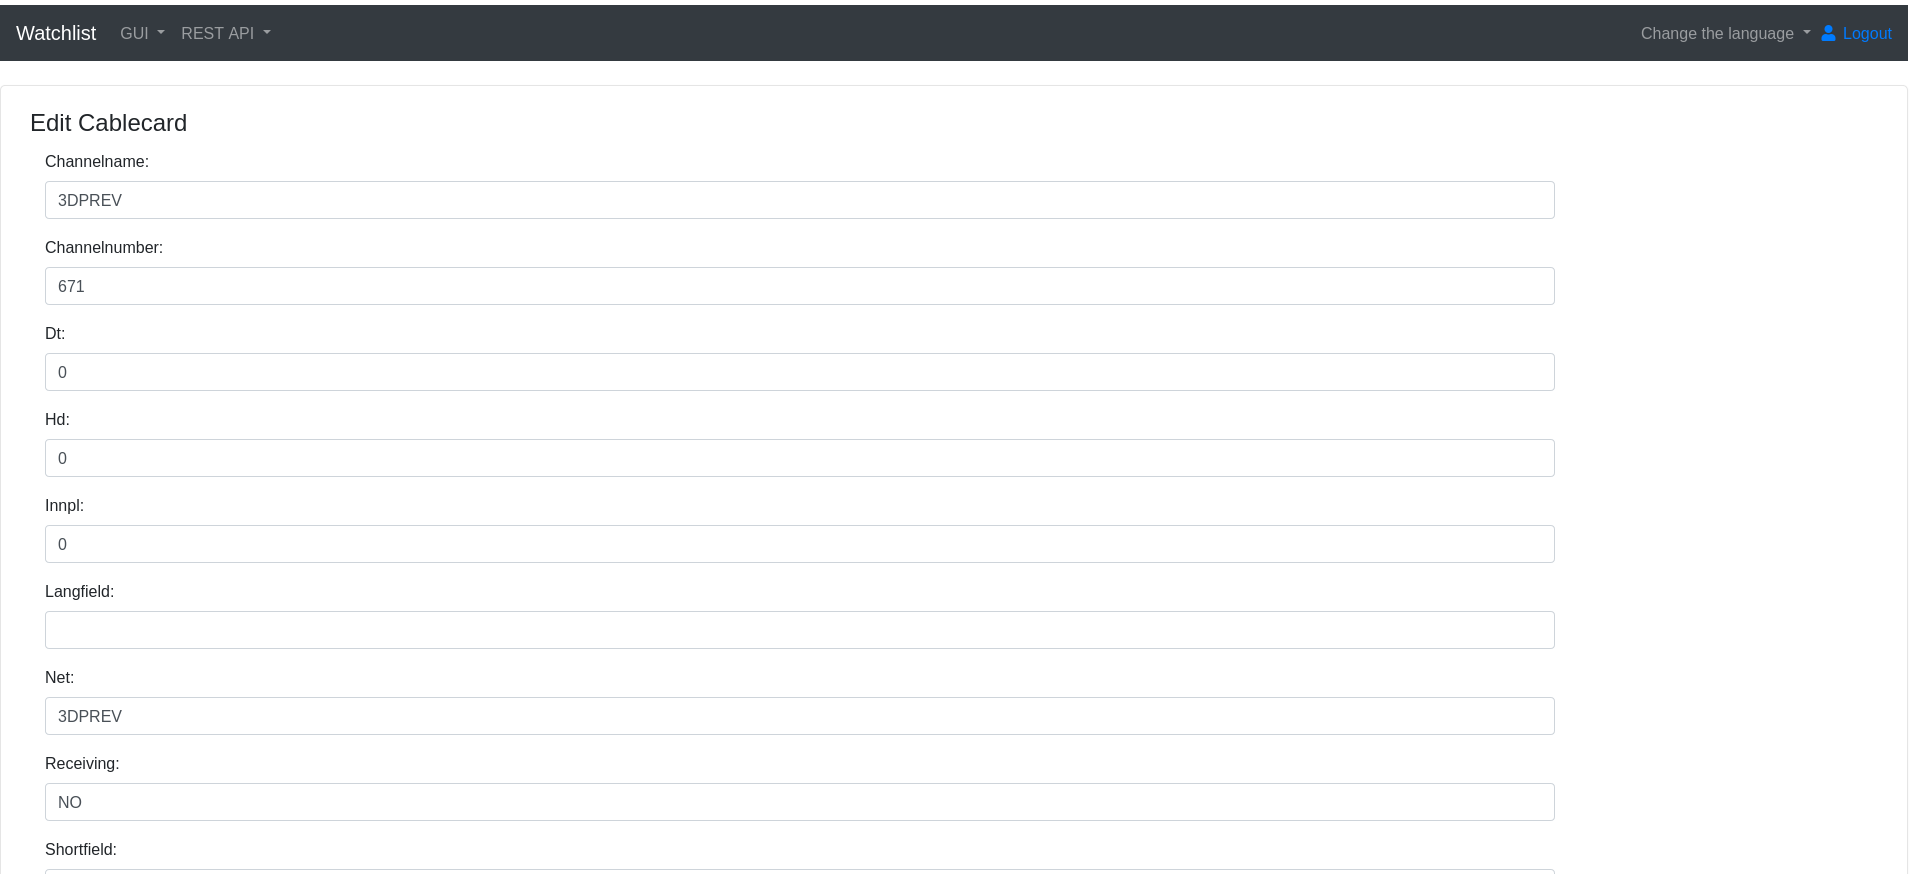 Watchlist GUI REST API Change the language Logout
Edit Cablecard
Channelname:
3DPREV
Channelnumber:
671
Dt:
0
Hd:
0
Innpl:
0
Langfield:
Net:
3DPREV
Receiving:
NO
Shortfield: